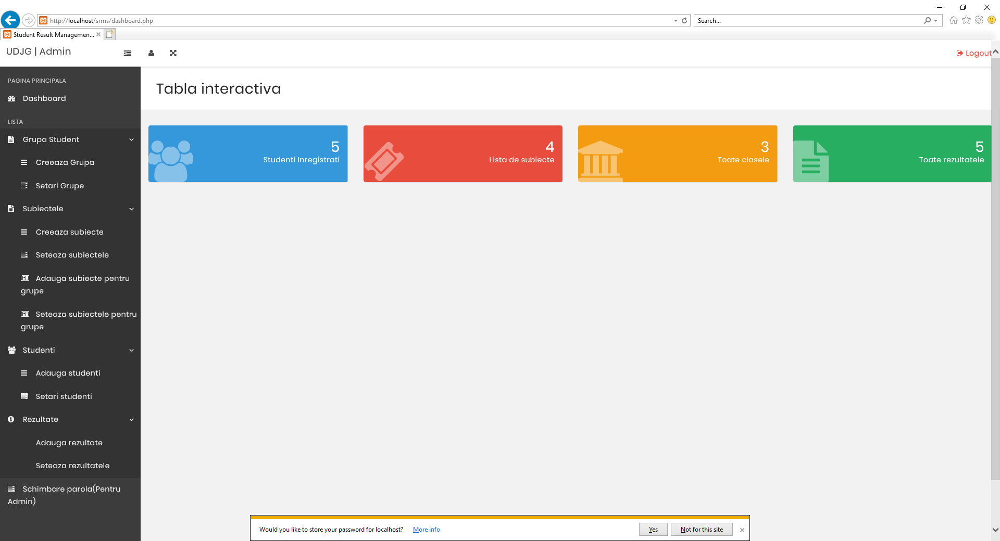 http://localhost/srms/dashboard.php
Search...
Student Result Managemen...
UDJG | Admin
Logout
PAGINA PRINCIPALA
Dashboard
LISTA
Grupa Student
Creeaza Grupa
Setari Grupe
Subiectele
Creeaza subiecte
Seteaza subiectele
Adauga subiecte pentru
grupe
Seteaza subiectele pentru
grupe
Studenti
Adauga studenti
Setari studenti
Rezultate
Adauga rezultate
Seteaza rezultatele
Schimbare parola(Pentru
Admin)
Tabla interactiva
5
Studenti Inregistrati
4
Lista de subiecte
3
Toate clasele
5
Toate rezultatele
Would you like to store your password for localhost? More info
Yes
Not for this site